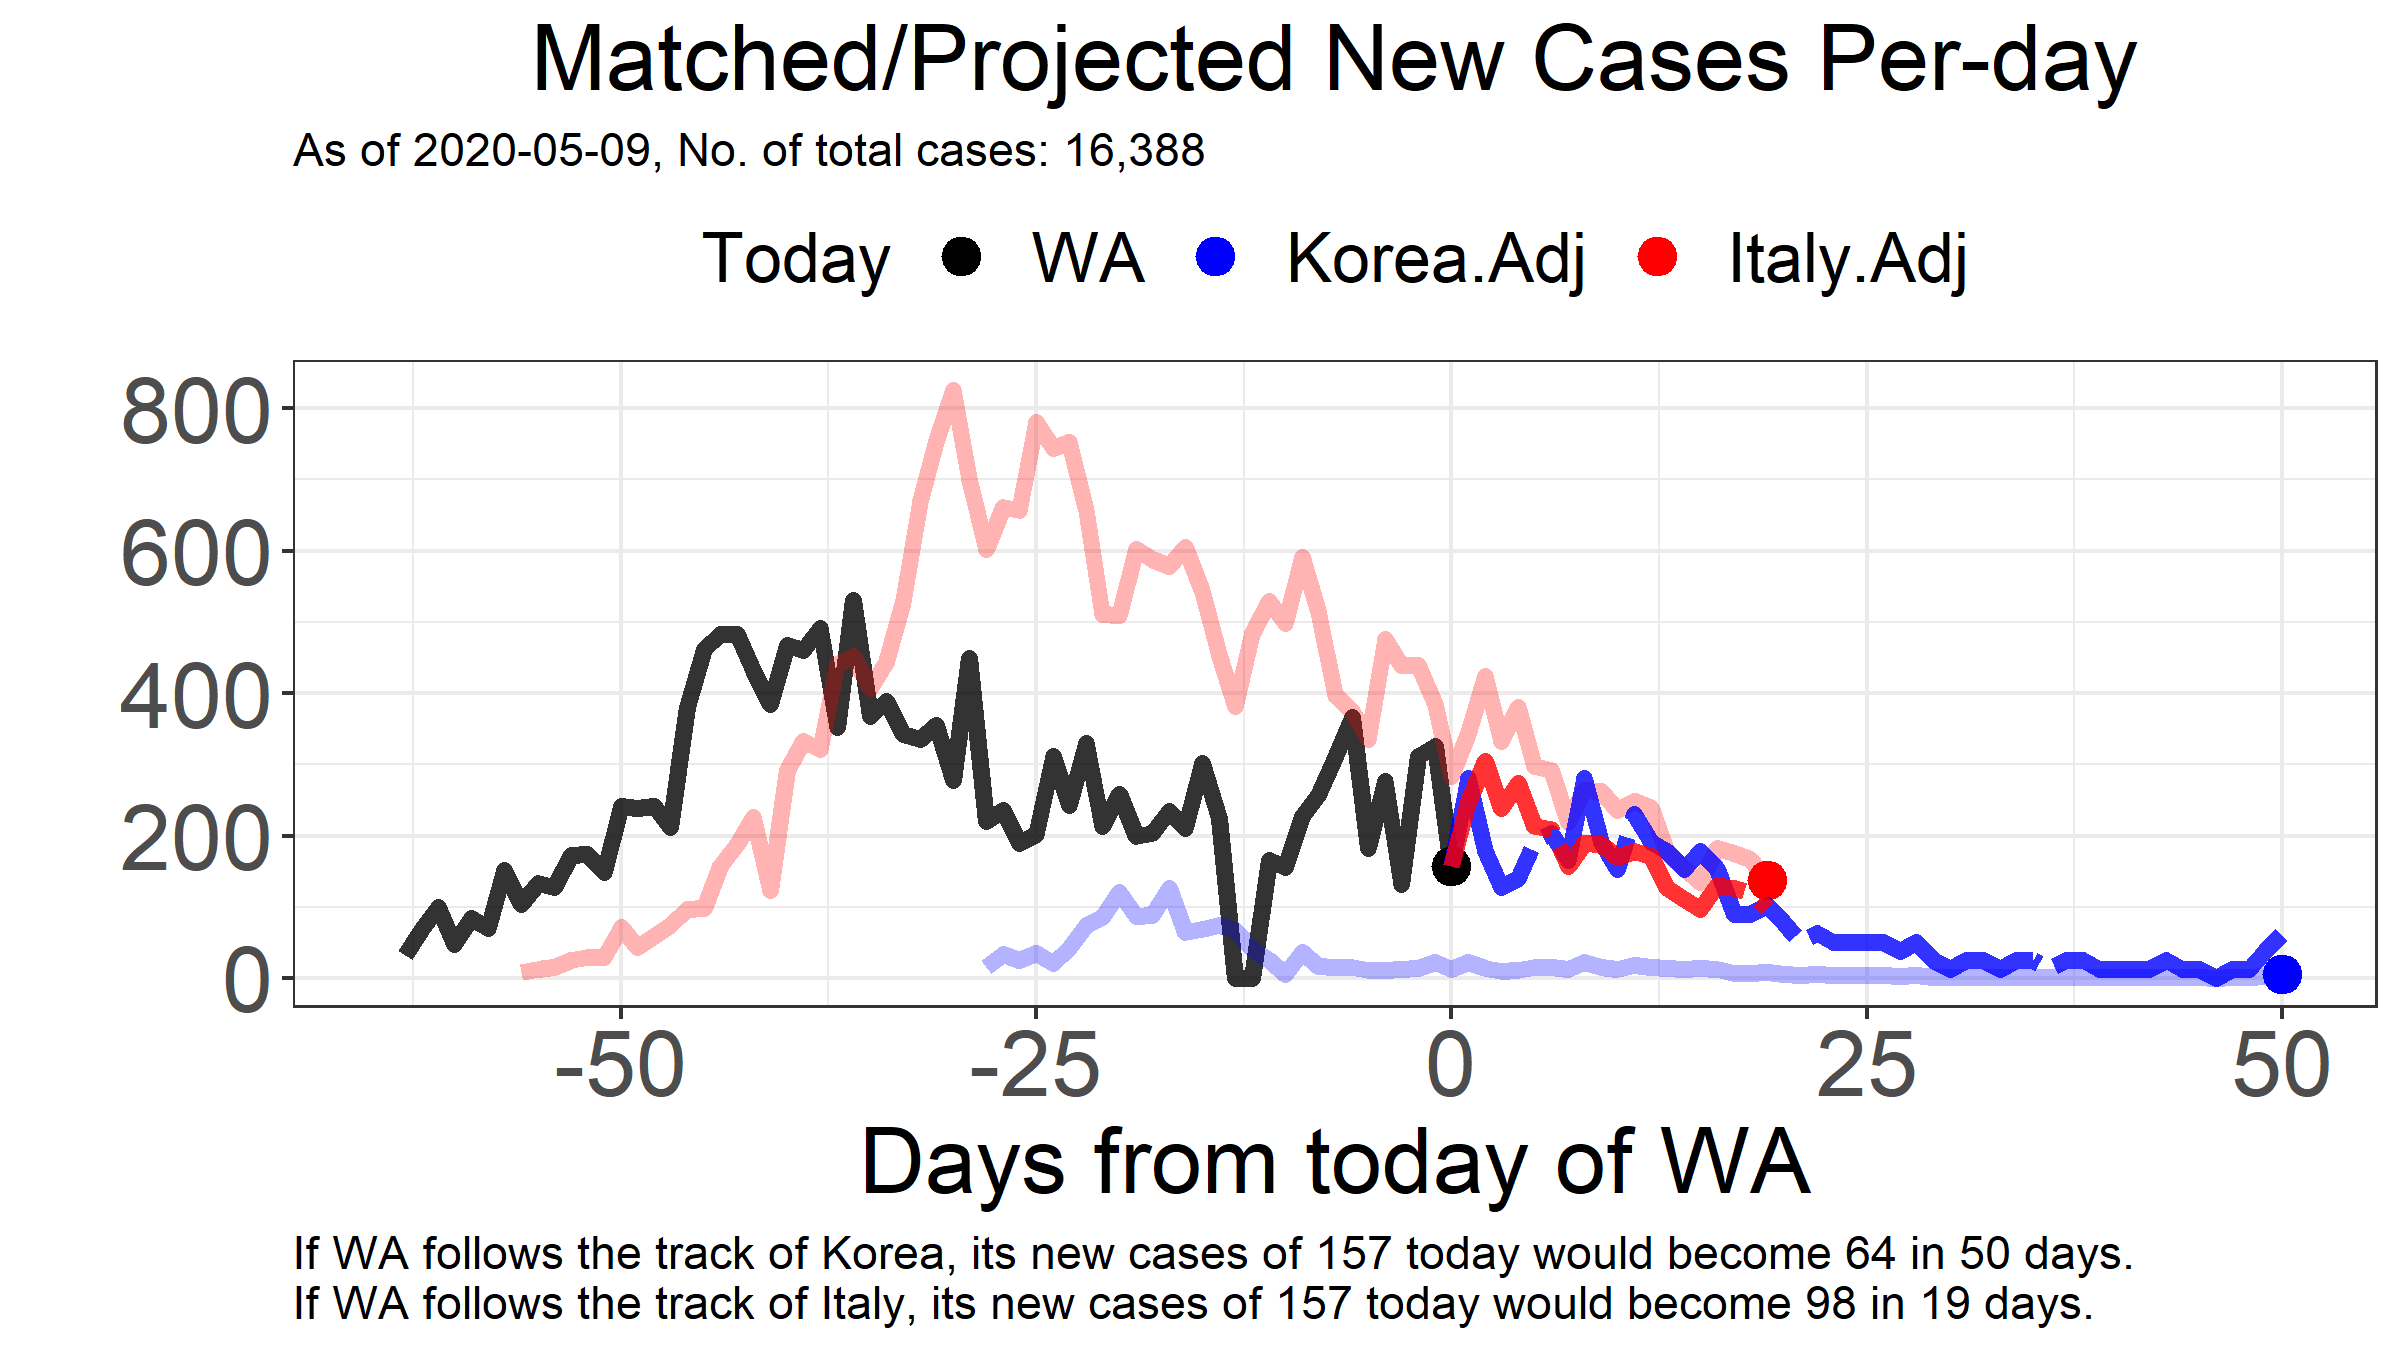 Matched/Projected New Cases Per-day
As of 2020-05-09, No. of total cases: 16,388
Today WA Korea.Adj Italy.Adj
800
600
400
200
0
-50 -25 0 25 50
Days from today of WA
If WA follows the track of Korea, its new cases of 157 today would become 64 in 50 days.
If WA follows the track of Italy, its new cases of 157 today would become 98 in 19 days.